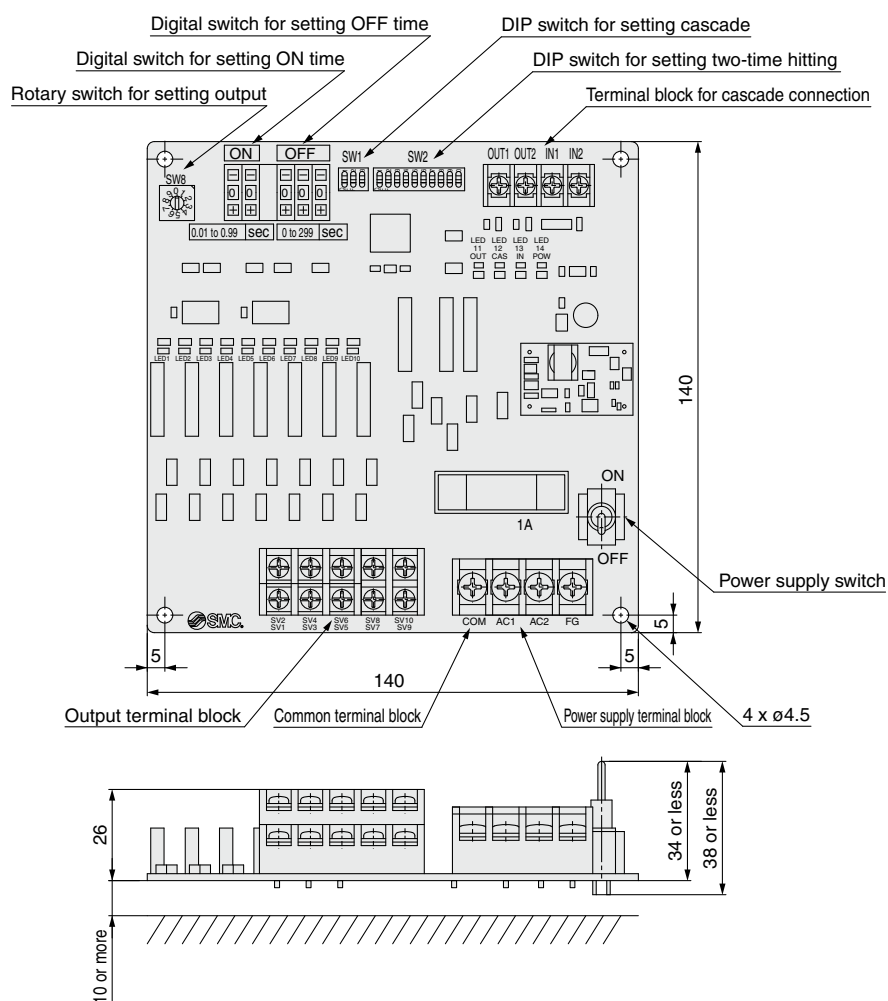 Digital switch for setting OFF time
DIP switch for setting cascade
Digital switch for setting ON time
DIP switch for setting two-time hitting
Rotary switch for setting output
Terminal block for cascade connection
ON OFF SW1 SW2 OUT1 OUT2 IN1 IN2
SW8
0 0 0 0 0
0.01 to 0.99 sec 0 to 299 sec
LED 11 OUT
LED 12 CAS
LED 13 IN
LED 14 POW
LED1 LED2 LED3 LED4 LED5 LED6 LED7 LED8 LED9 LED10
140
ON
1A
OFF
Power supply switch
SMC
SV2 SV4 SV6 SV8 SV10
SV1 SV3 SV5 SV7 SV9
COM AC1 AC2 FG
5
5
5
140
Output terminal block
Common terminal block
Power supply terminal block
4 x ø4.5
26
34 or less
38 or less
10 or more